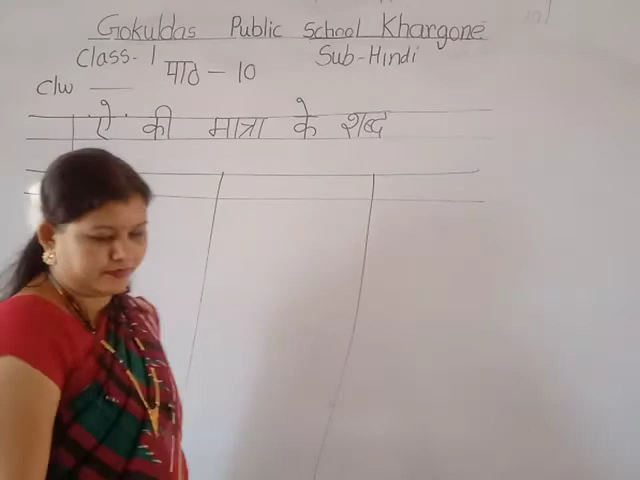 Gokuldas Public School Khargone
Class-1 Sub-Hindi
पाठ - 10
c/w
ऐ की मात्रा के शब्द